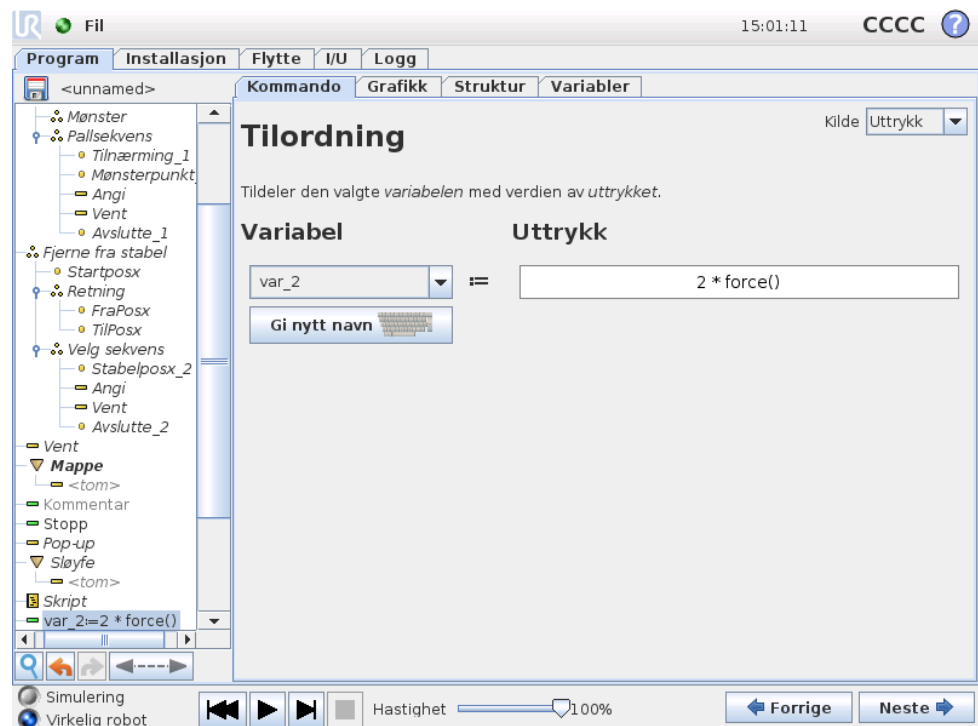 Fil 15:01:11 CCCC ?
Program Installasjon Flytte I/U Logg
<unnamed>
Kommando Grafikk Struktur Variabler
Mønster
Pallsekvens
Tilnærming_1
Mønsterpunkt_
Angi
Vent
Avslutte_1
Fjerne fra stabel
Startposx
Retning
FraPosx
TilPosx
Velg sekvens
Stabelposx_2
Angi
Vent
Avslutte_2
Vent
Mappe
<tom>
Kommentar
Stopp
Pop-up
Sløyfe
<tom>
Skript
var_2:=2 * force()
Kilde Uttrykk
Tilordning
Tildeler den valgte variabelen med verdien av uttrykket.
Variabel Uttrykk
var_2 := 2 * force()
Gi nytt navn
Simulering
Virkelig robot
Hastighet 100%
Forrige Neste